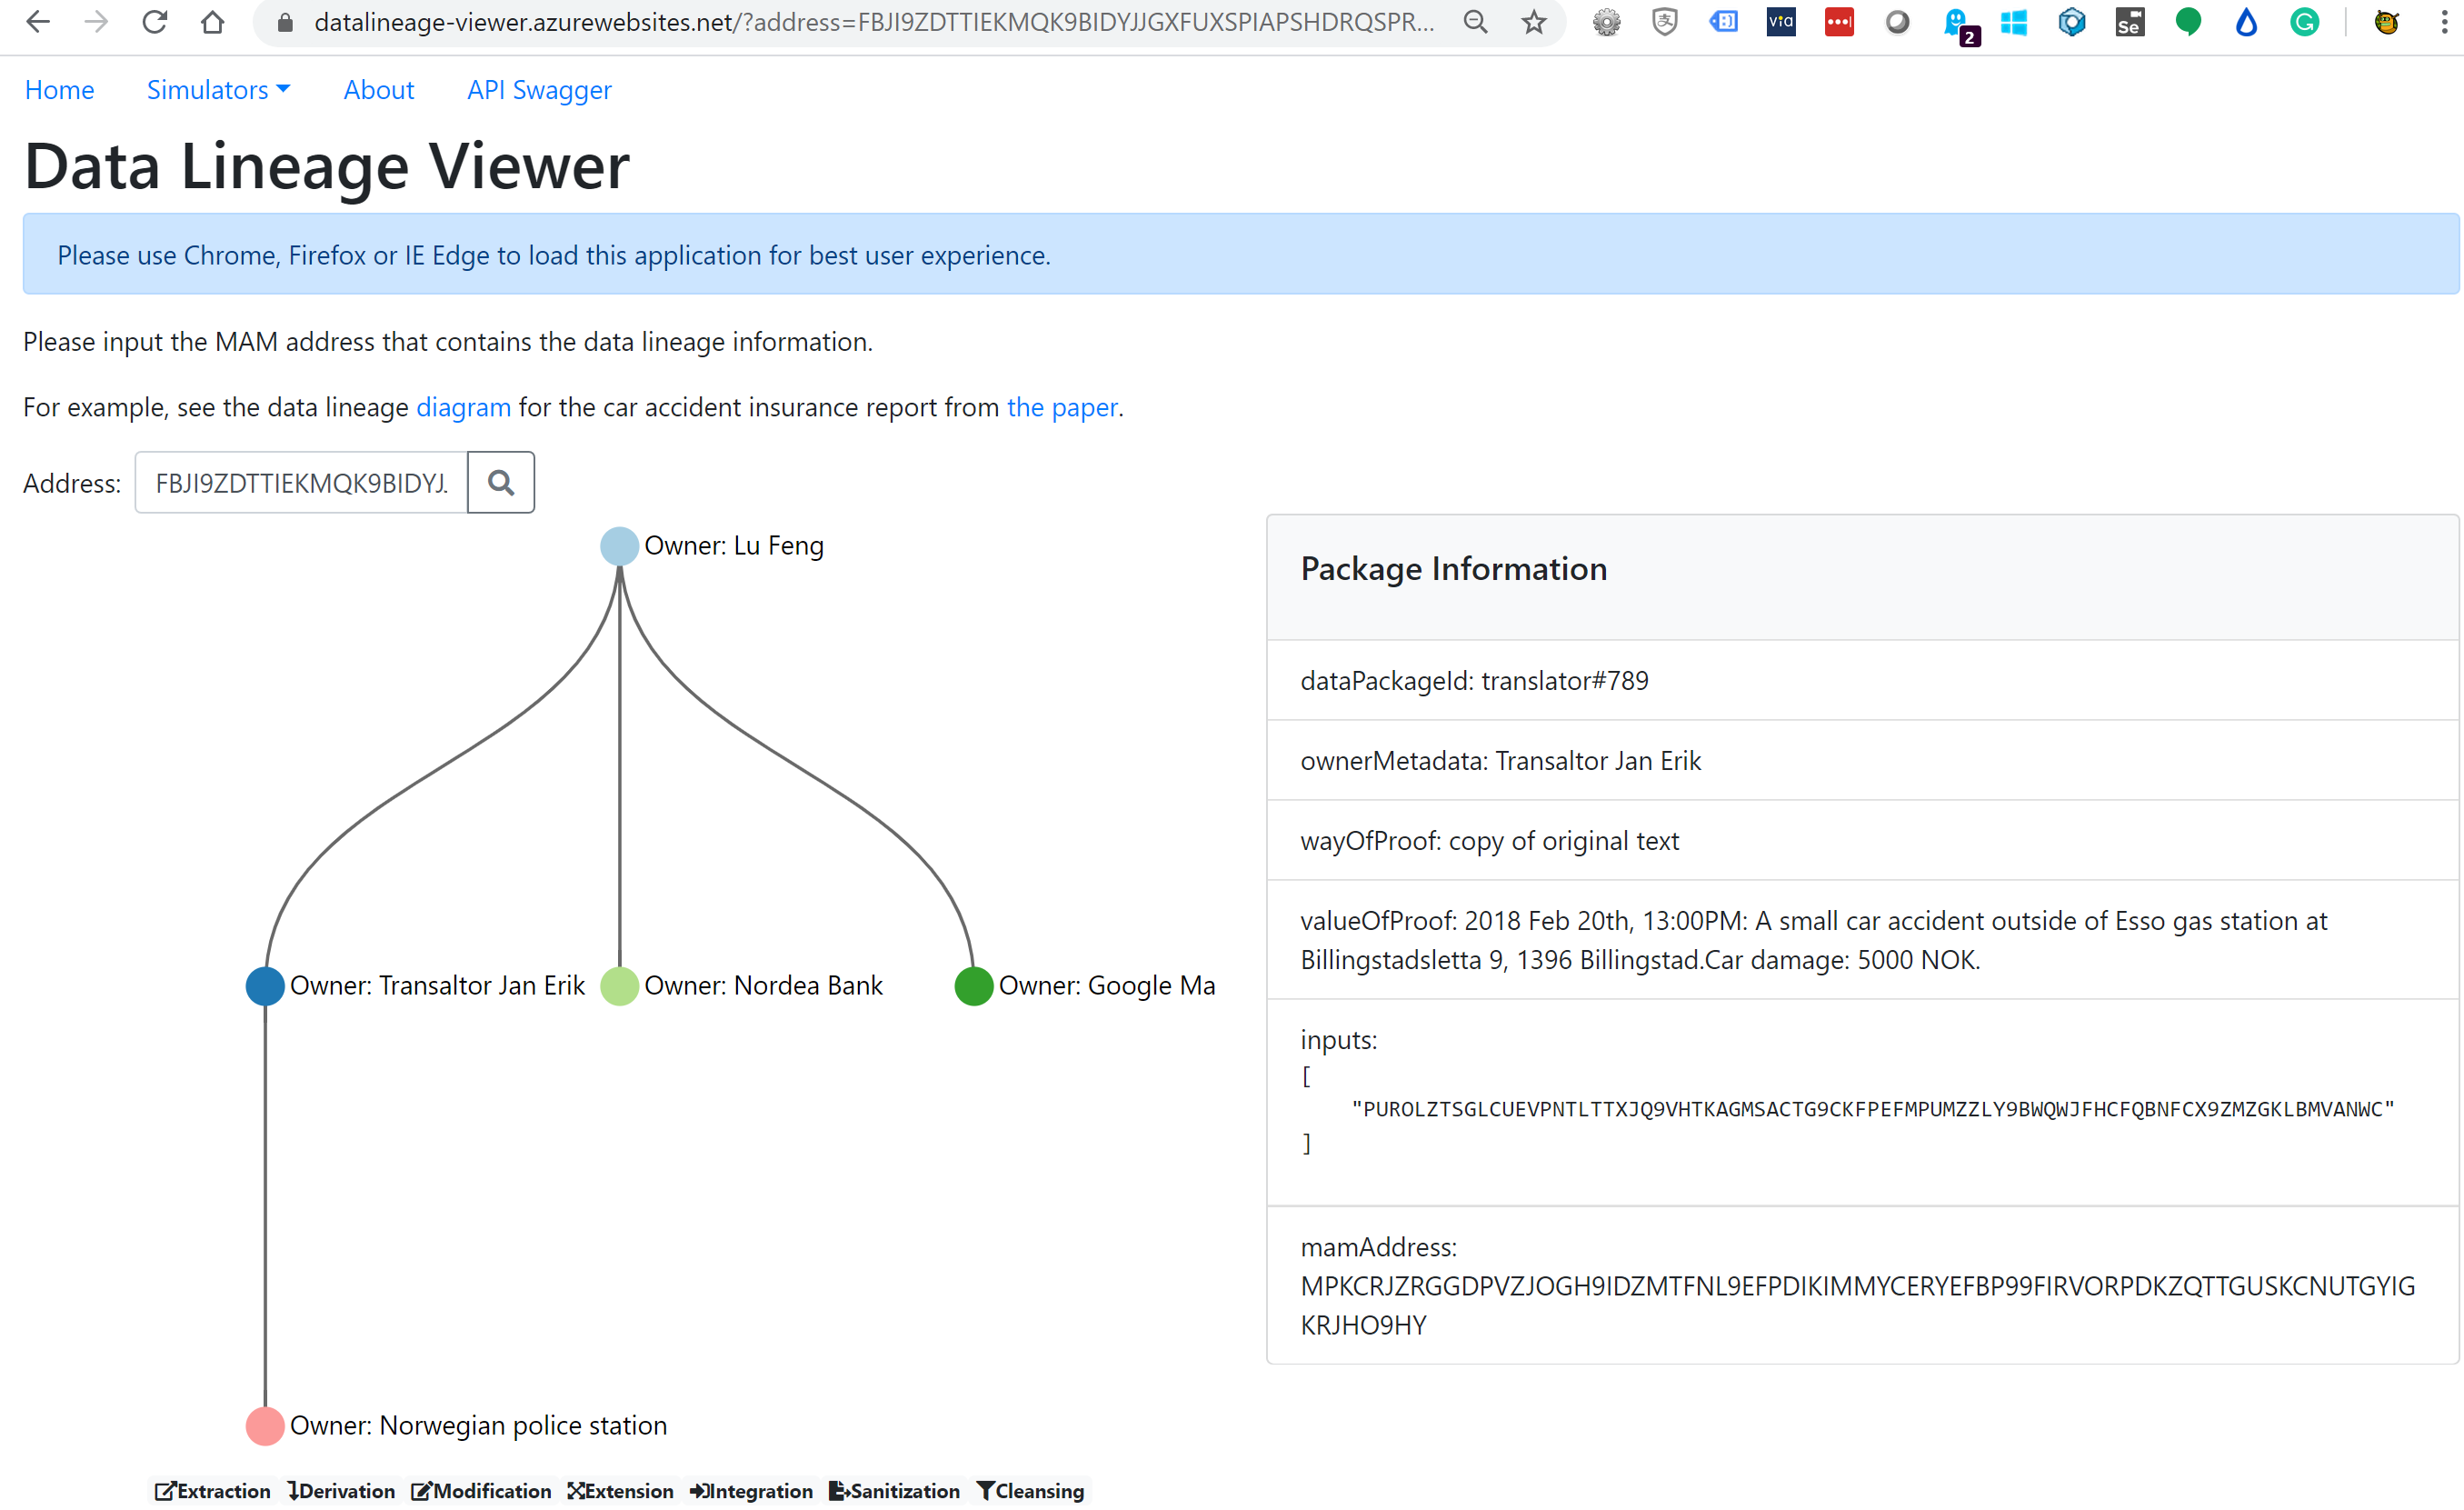 datalineage-viewer.azurewebsites.net/?address=FBJI9ZDTTIEKMQK9BIDYJJGXFUXSPIAPSHDRQSPR...
via
2
Se
Home Simulators About API Swagger
Data Lineage Viewer
Please use Chrome, Firefox or IE Edge to load this application for best user experience.
Please input the MAM address that contains the data lineage information.
For example, see the data lineage diagram for the car accident insurance report from the paper.
Address: FBJI9ZDTTIEKMQK9BIDYJ.
Owner: Lu Feng
Owner: Transaltor Jan Erik
Owner: Nordea Bank
Owner: Google Ma
Owner: Norwegian police station
Extraction Derivation Modification Extension Integration Sanitization Cleansing
Package Information
dataPackageId: translator#789
ownerMetadata: Transaltor Jan Erik
wayOfProof: copy of original text
valueOfProof: 2018 Feb 20th, 13:00PM: A small car accident outside of Esso gas station at
Billingstadsletta 9, 1396 Billingstad.Car damage: 5000 NOK.
inputs:
[
"PUROLZTSGLCUEVPNTLTTXJQ9VHTKAGMSACTG9CKFPEFMPUMZZLY9BWQWJFHCFQBNFCX9ZMZGKLBMVANWC"
]
mamAddress:
MPKCRJZRGGDPVZJOGH9IDZMTFNL9EFPDIKIMMYCERYEFBP99FIRVORPDKZQTTGUSKCNUTGYIG
KRJHO9HY